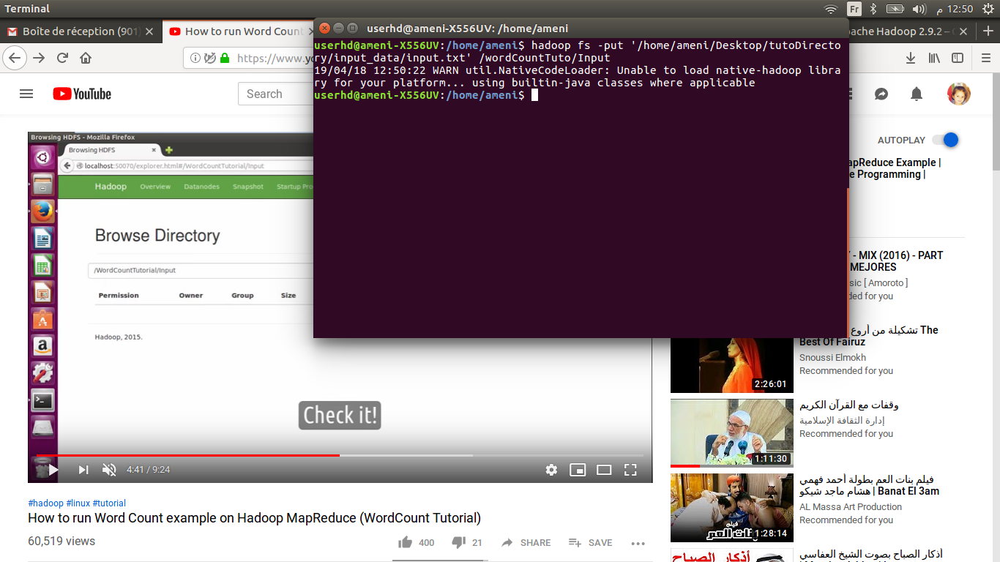 Terminal
Fr
12:50 م
Boîte de réception (901)
How to run Word Count
pache Hadoop 2.9.2 –
https://www.yo
userhd@ameni-X556UV: /home/ameni
userhd@ameni-X556UV:/home/ameni$ hadoop fs -put '/home/ameni/Desktop/tutoDirecto
ry/input_data/input.txt' /wordCountTuto/Input
19/04/18 12:50:22 WARN util.NativeCodeLoader: Unable to load native-hadoop libra
ry for your platform... using builtin-java classes where applicable
userhd@ameni-X556UV:/home/ameni$
YouTube
Search
AUTOPLAY
Browsing HDFS - Mozilla Firefox
Browsing HDFS
localhost:50070/explorer.html#/WordCountTutorial/Input
Hadoop Overview Datanodes Snapshot Startup Pro
Browse Directory
/WordCountTutorial/Input
Permission Owner Group Size
Hadoop, 2015.
Check it!
4:41 / 9:24
#hadoop #linux #tutorial
How to run Word Count example on Hadoop MapReduce (WordCount Tutorial)
60,519 views
400
21
SHARE
SAVE
apReduce Example |
e Programming |
- MIX (2016) - PART
MEJORES
sic [ Amoroto ]
ded for you
تشكيلة من أروع The
Best Of Fairuz
Snoussi Elmokh
Recommended for you
2:26:01
وقفات مع القرآن الكريم
إدارة الثقافة الإسلامية
Recommended for you
1:11:30
فيلم بنات العم بطولة أحمد فهمي
هشام ماجد شيكو | Banat El 3am
AL Massa Art Production
Recommended for you
فيلم
بنات العم
1:28:14
أذكار الصباح بصوت الشيخ العفاسي
أذكار الصباح